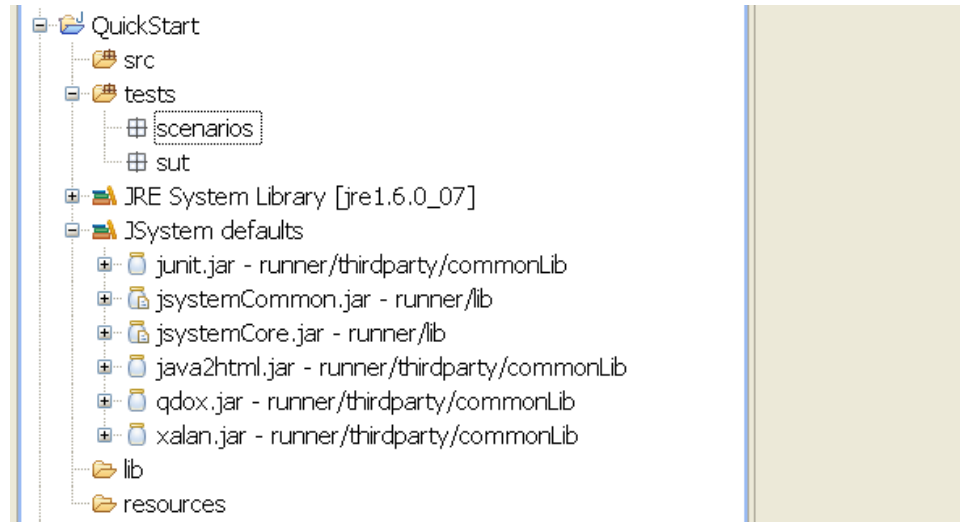 QuickStart
src
tests
scenarios
sut
JRE System Library [jre1.6.0_07]
JSystem defaults
junit.jar - runner/thirdparty/commonLib
jsystemCommon.jar - runner/lib
jsystemCore.jar - runner/lib
java2html.jar - runner/thirdparty/commonLib
qdox.jar - runner/thirdparty/commonLib
xalan.jar - runner/thirdparty/commonLib
lib
resources